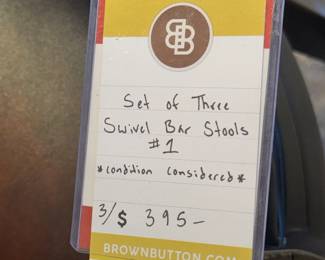 Set of Three
Swivel Bar Stools
#1
*condition considered*
3/$ 395-
BROWNBUTTON.COM